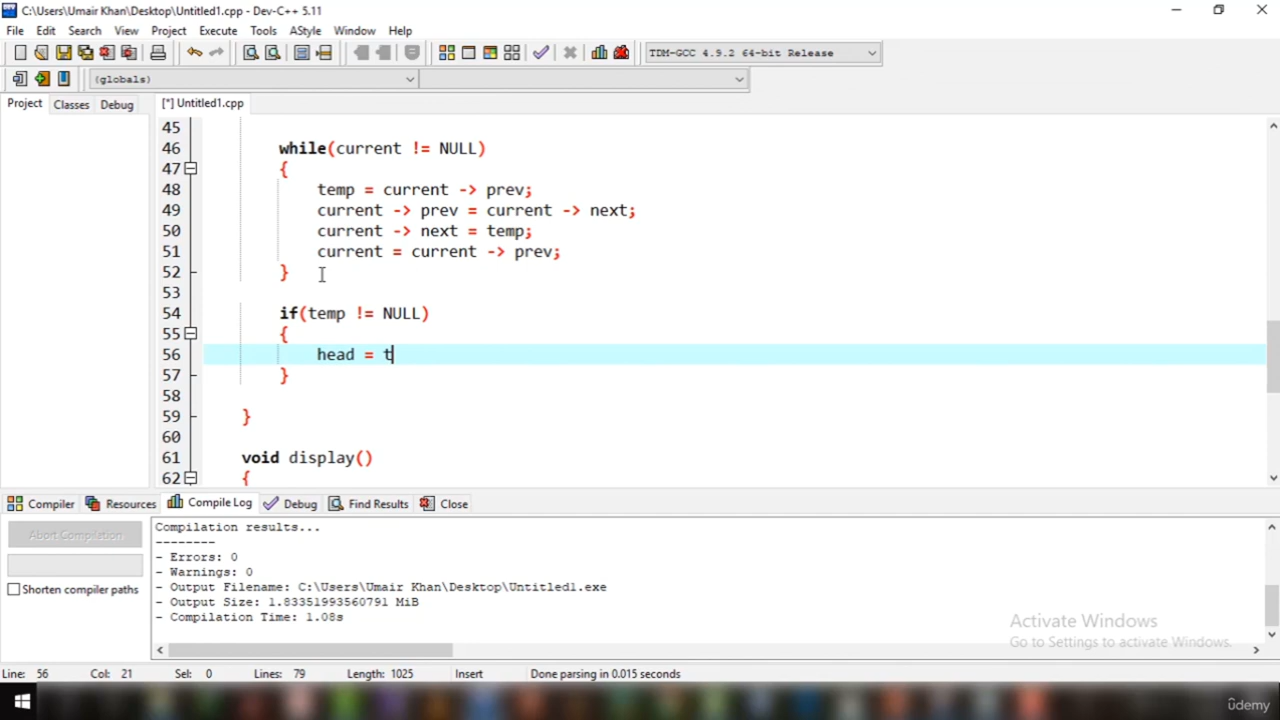 C:\Users\Umair Khan\Desktop\Untitled1.cpp - Dev-C++ 5.11
File Edit Search View Project Execute Tools AStyle Window Help
TDM-GCC 4.9.2 64-bit Release
(globals)
Project Classes Debug [*] Untitled1.cpp
45
46 while(current != NULL)
47 {
48 temp = current -> prev;
49 current -> prev = current -> next;
50 current -> next = temp;
51 current = current -> prev;
52 }
53
54 if(temp != NULL)
55 {
56 head = t
57 }
58
59 }
60
61 void display()
62 {
Compiler Resources Compile Log Debug Find Results Close
Abort Compilation
Shorten compiler paths
Compilation results...
--------
- Errors: 0
- Warnings: 0
- Output Filename: C:\Users\Umair Khan\Desktop\Untitled1.exe
- Output Size: 1.83351993560791 MiB
- Compilation Time: 1.08s
Activate Windows
Go to Settings to activate Windows.
Line: 56 Col: 21 Sel: 0 Lines: 79 Length: 1025 Insert Done parsing in 0.015 seconds
ûdemy